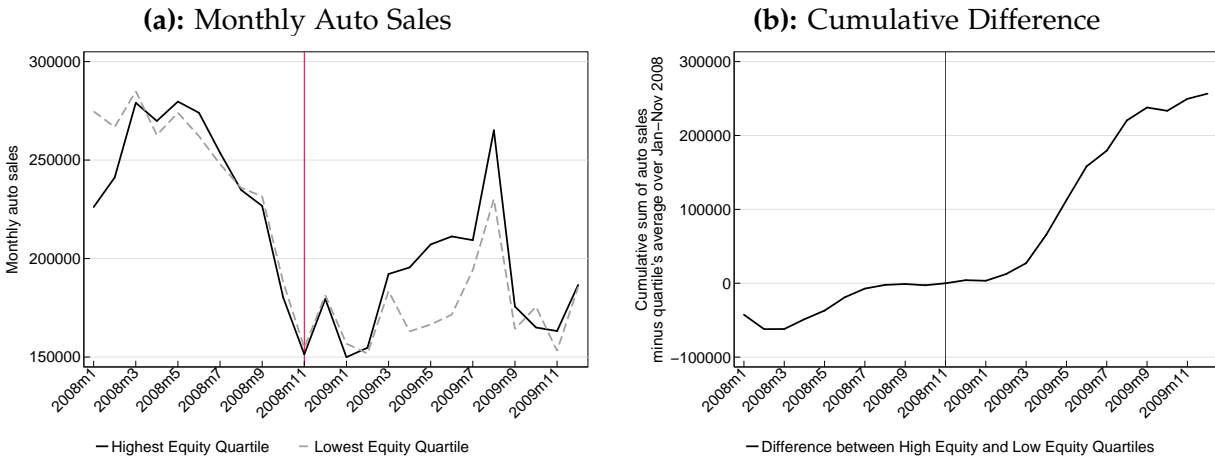 (a): Monthly Auto Sales
300000
250000
200000
150000
Monthly auto sales
2008m1
2008m3
2008m5
2008m7
2008m9
2008m11
2009m1
2009m3
2009m5
2009m7
2009m9
2009m11
Highest Equity Quartile
Lowest Equity Quartile
(b): Cumulative Difference
300000
200000
100000
0
−100000
Cumulative sum of auto sales
minus quartile's average over Jan−Nov 2008
2008m1
2008m3
2008m5
2008m7
2008m9
2008m11
2009m1
2009m3
2009m5
2009m7
2009m9
2009m11
Difference between High Equity and Low Equity Quartiles